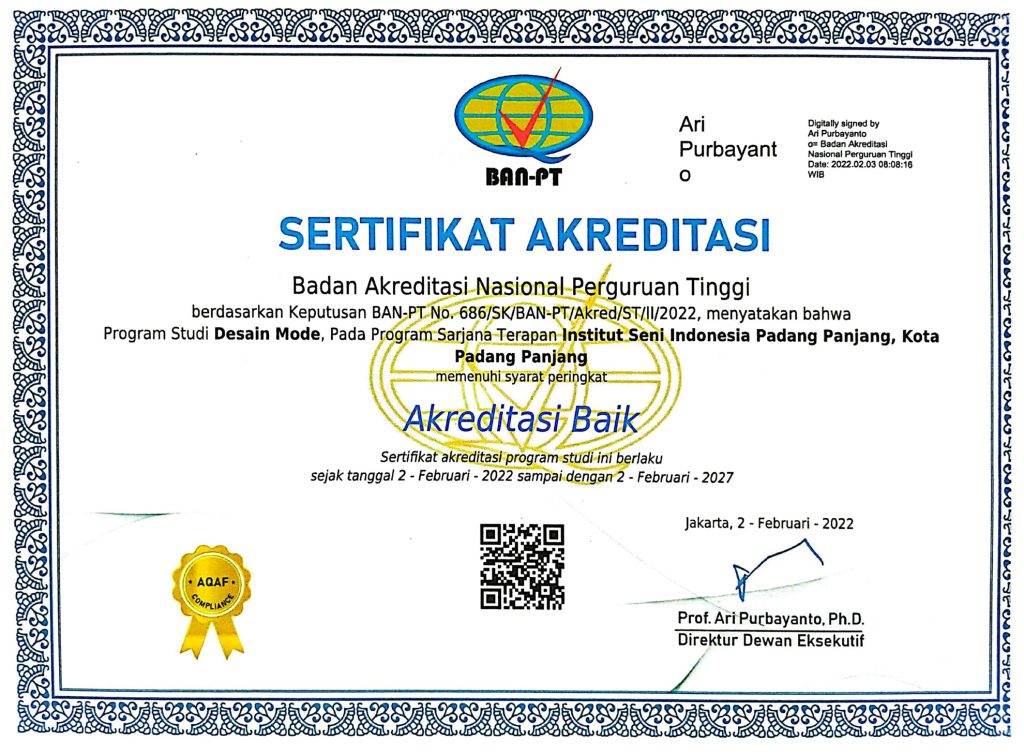 BAN-PT
Ari
Purbayant
o
Digitally signed by
Ari Purbayanto
o= Badan Akreditasi
Nasional Perguruan Tinggi
Date: 2022.02.03 08:08:16
WIB
SERTIFIKAT AKREDITASI
Badan Akreditasi Nasional Perguruan Tinggi
berdasarkan Keputusan BAN-PT No. 686/SK/BAN-PT/Akred/ST/II/2022, menyatakan bahwa
Program Studi Desain Mode, Pada Program Sarjana Terapan Institut Seni Indonesia Padang Panjang, Kota
Padang Panjang
memenuhi syarat peringkat
Akreditasi Baik
Sertifikat akreditasi program studi ini berlaku
sejak tanggal 2 - Februari - 2022 sampai dengan 2 - Februari - 2027
Jakarta, 2 - Februari - 2022
AQAF
COMPLIANCE
Prof. Ari Purbayanto, Ph.D.
Direktur Dewan Eksekutif